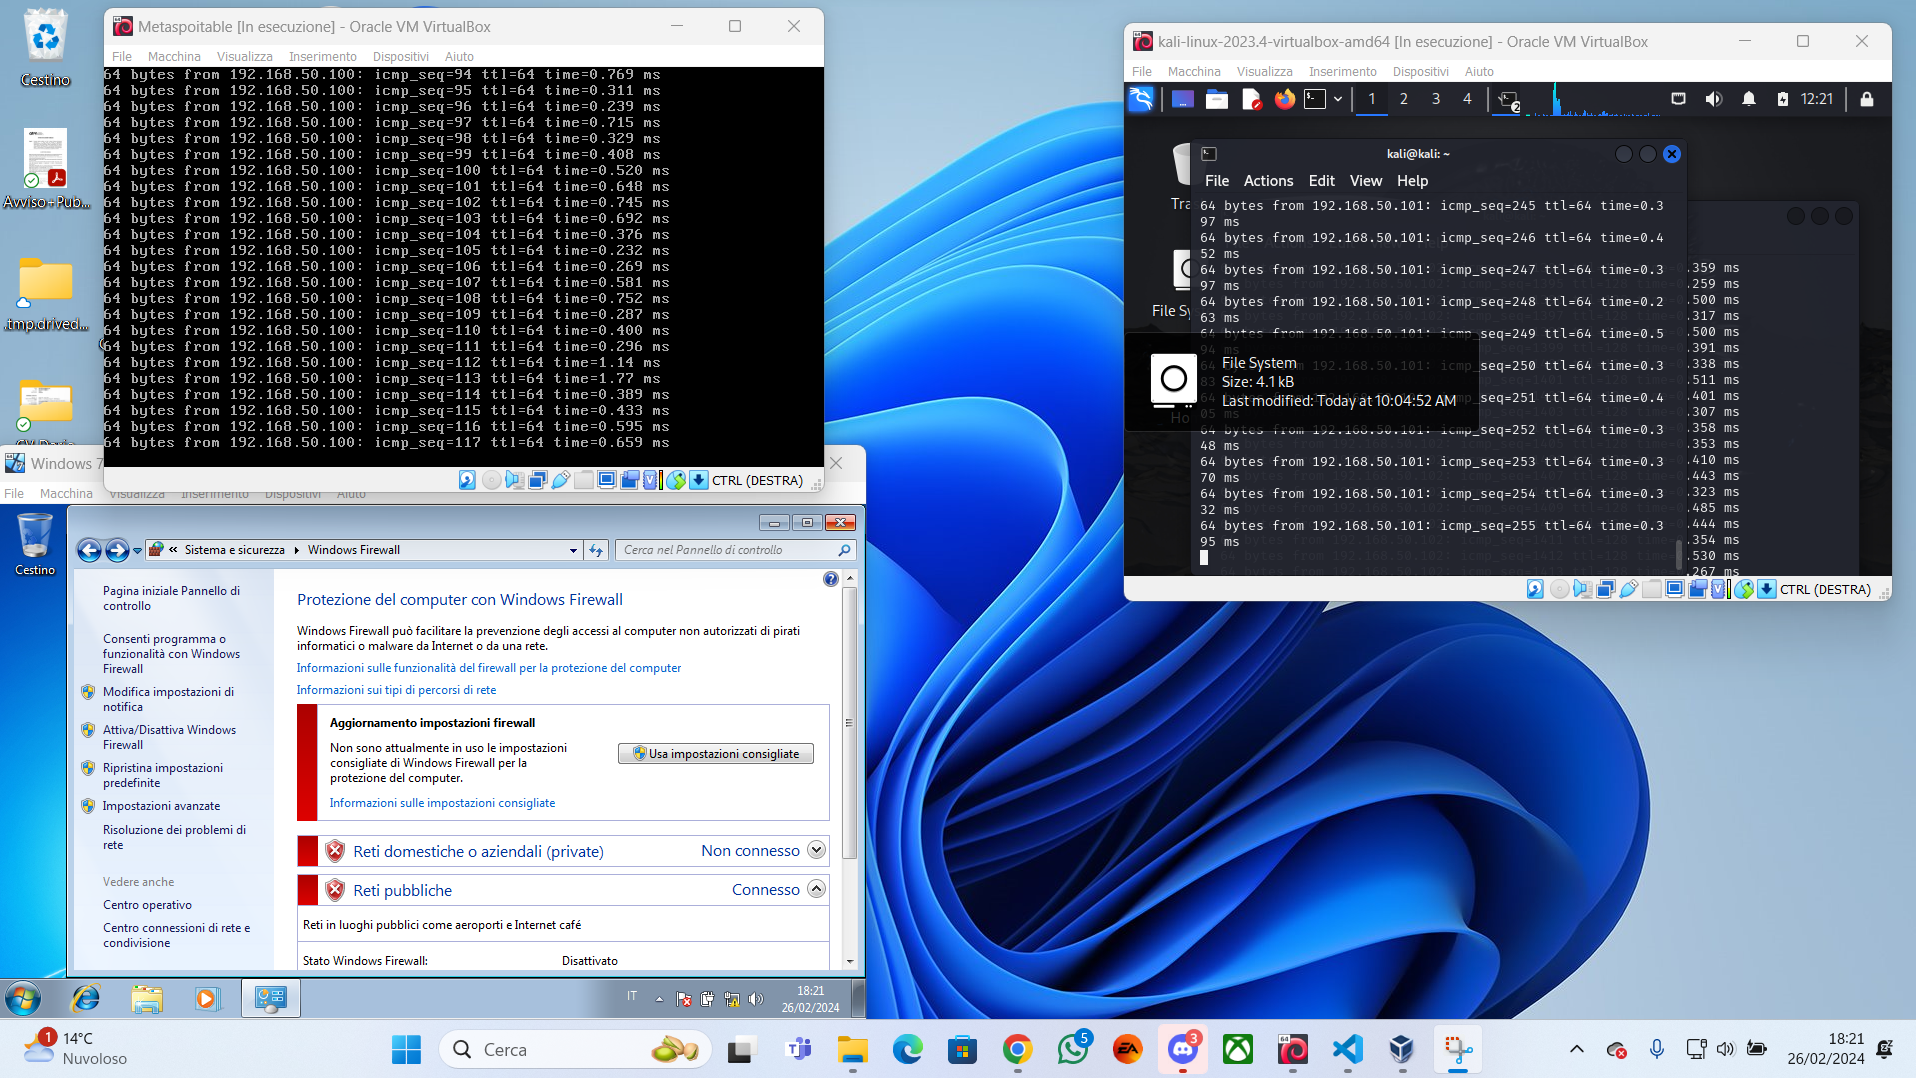 Cestino
Avviso+Pub...
.tmp.drived...
Metaspoitable [In esecuzione] - Oracle VM VirtualBox
File Macchina Visualizza Inserimento Dispositivi Aiuto
64 bytes from 192.168.50.100: icmp_seq=94 ttl=64 time=0.769 ms
64 bytes from 192.168.50.100: icmp_seq=95 ttl=64 time=0.311 ms
64 bytes from 192.168.50.100: icmp_seq=96 ttl=64 time=0.239 ms
64 bytes from 192.168.50.100: icmp_seq=97 ttl=64 time=0.715 ms
64 bytes from 192.168.50.100: icmp_seq=98 ttl=64 time=0.329 ms
64 bytes from 192.168.50.100: icmp_seq=99 ttl=64 time=0.408 ms
64 bytes from 192.168.50.100: icmp_seq=100 ttl=64 time=0.520 ms
64 bytes from 192.168.50.100: icmp_seq=101 ttl=64 time=0.648 ms
64 bytes from 192.168.50.100: icmp_seq=102 ttl=64 time=0.745 ms
64 bytes from 192.168.50.100: icmp_seq=103 ttl=64 time=0.692 ms
64 bytes from 192.168.50.100: icmp_seq=104 ttl=64 time=0.376 ms
64 bytes from 192.168.50.100: icmp_seq=105 ttl=64 time=0.232 ms
64 bytes from 192.168.50.100: icmp_seq=106 ttl=64 time=0.269 ms
64 bytes from 192.168.50.100: icmp_seq=107 ttl=64 time=0.581 ms
64 bytes from 192.168.50.100: icmp_seq=108 ttl=64 time=0.752 ms
64 bytes from 192.168.50.100: icmp_seq=109 ttl=64 time=0.287 ms
64 bytes from 192.168.50.100: icmp_seq=110 ttl=64 time=0.400 ms
64 bytes from 192.168.50.100: icmp_seq=111 ttl=64 time=0.296 ms
64 bytes from 192.168.50.100: icmp_seq=112 ttl=64 time=1.14 ms
64 bytes from 192.168.50.100: icmp_seq=113 ttl=64 time=1.77 ms
64 bytes from 192.168.50.100: icmp_seq=114 ttl=64 time=0.389 ms
64 bytes from 192.168.50.100: icmp_seq=115 ttl=64 time=0.433 ms
64 bytes from 192.168.50.100: icmp_seq=116 ttl=64 time=0.595 ms
64 bytes from 192.168.50.100: icmp_seq=117 ttl=64 time=0.659 ms
CTRL (DESTRA)
Windows 7
File Macchina Visualizza Inserimento Dispositivi Aiuto
Cestino
« Sistema e sicurezza Windows Firewall
Cerca nel Pannello di controllo
Pagina iniziale Pannello di
controllo
Consenti programma o
funzionalità con Windows
Firewall
Modifica impostazioni di
notifica
Attiva/Disattiva Windows
Firewall
Ripristina impostazioni
predefinite
Impostazioni avanzate
Risoluzione dei problemi di
rete
Vedere anche
Centro operativo
Centro connessioni di rete e
condivisione
Protezione del computer con Windows Firewall
Windows Firewall può facilitare la prevenzione degli accessi al computer non autorizzati di pirati
informatici o malware da Internet o da una rete.
Informazioni sulle funzionalità del firewall per la protezione del computer
Informazioni sui tipi di percorsi di rete
Aggiornamento impostazioni firewall
Non sono attualmente in uso le impostazioni
consigliate di Windows Firewall per la
protezione del computer.
Usa impostazioni consigliate
Informazioni sulle impostazioni consigliate
Reti domestiche o aziendali (private) Non connesso
Reti pubbliche Connesso
Reti in luoghi pubblici come aeroporti e Internet café
Stato Windows Firewall: Disattivato
IT
18:21
26/02/2024
kali-linux-2023.4-virtualbox-amd64 [In esecuzione] - Oracle VM VirtualBox
File Macchina Visualizza Inserimento Dispositivi Aiuto
1 2 3 4
2
12:21
kali@kali: ~
File Actions Edit View Help
Tra
File Sy
Ho
64 bytes from 192.168.50.101: icmp_seq=245 ttl=64 time=0.3
97 ms
64 bytes from 192.168.50.101: icmp_seq=246 ttl=64 time=0.4
52 ms
64 bytes from 192.168.50.101: icmp_seq=247 ttl=64 time=0.3
97 ms
64 bytes from 192.168.50.101: icmp_seq=248 ttl=64 time=0.2
63 ms
64 bytes from 192.168.50.101: icmp_seq=249 ttl=64 time=0.5
94 ms
64 bytes from 192.168.50.101: icmp_seq=250 ttl=64 time=0.3
83 ms
64 bytes from 192.168.50.101: icmp_seq=251 ttl=64 time=0.4
05 ms
64 bytes from 192.168.50.101: icmp_seq=252 ttl=64 time=0.3
48 ms
64 bytes from 192.168.50.101: icmp_seq=253 ttl=64 time=0.3
70 ms
64 bytes from 192.168.50.101: icmp_seq=254 ttl=64 time=0.3
32 ms
64 bytes from 192.168.50.101: icmp_seq=255 ttl=64 time=0.3
95 ms
File System
Size: 4.1 kB
Last modified: Today at 10:04:52 AM
.359 ms
.259 ms
.500 ms
.317 ms
.500 ms
.391 ms
.338 ms
.511 ms
.401 ms
.307 ms
.358 ms
.353 ms
.410 ms
.443 ms
.323 ms
.485 ms
.444 ms
.354 ms
.530 ms
.267 ms
CTRL (DESTRA)
1
14°C
Nuvoloso
Cerca
5
3
18:21
26/02/2024